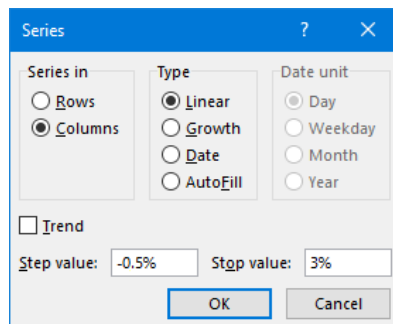 Series ? ×
Series in Type Date unit
Rows Linear Day
Columns Growth Weekday
Date Month
AutoFill Year
Trend
Step value: -0.5% Stop value: 3%
OK Cancel